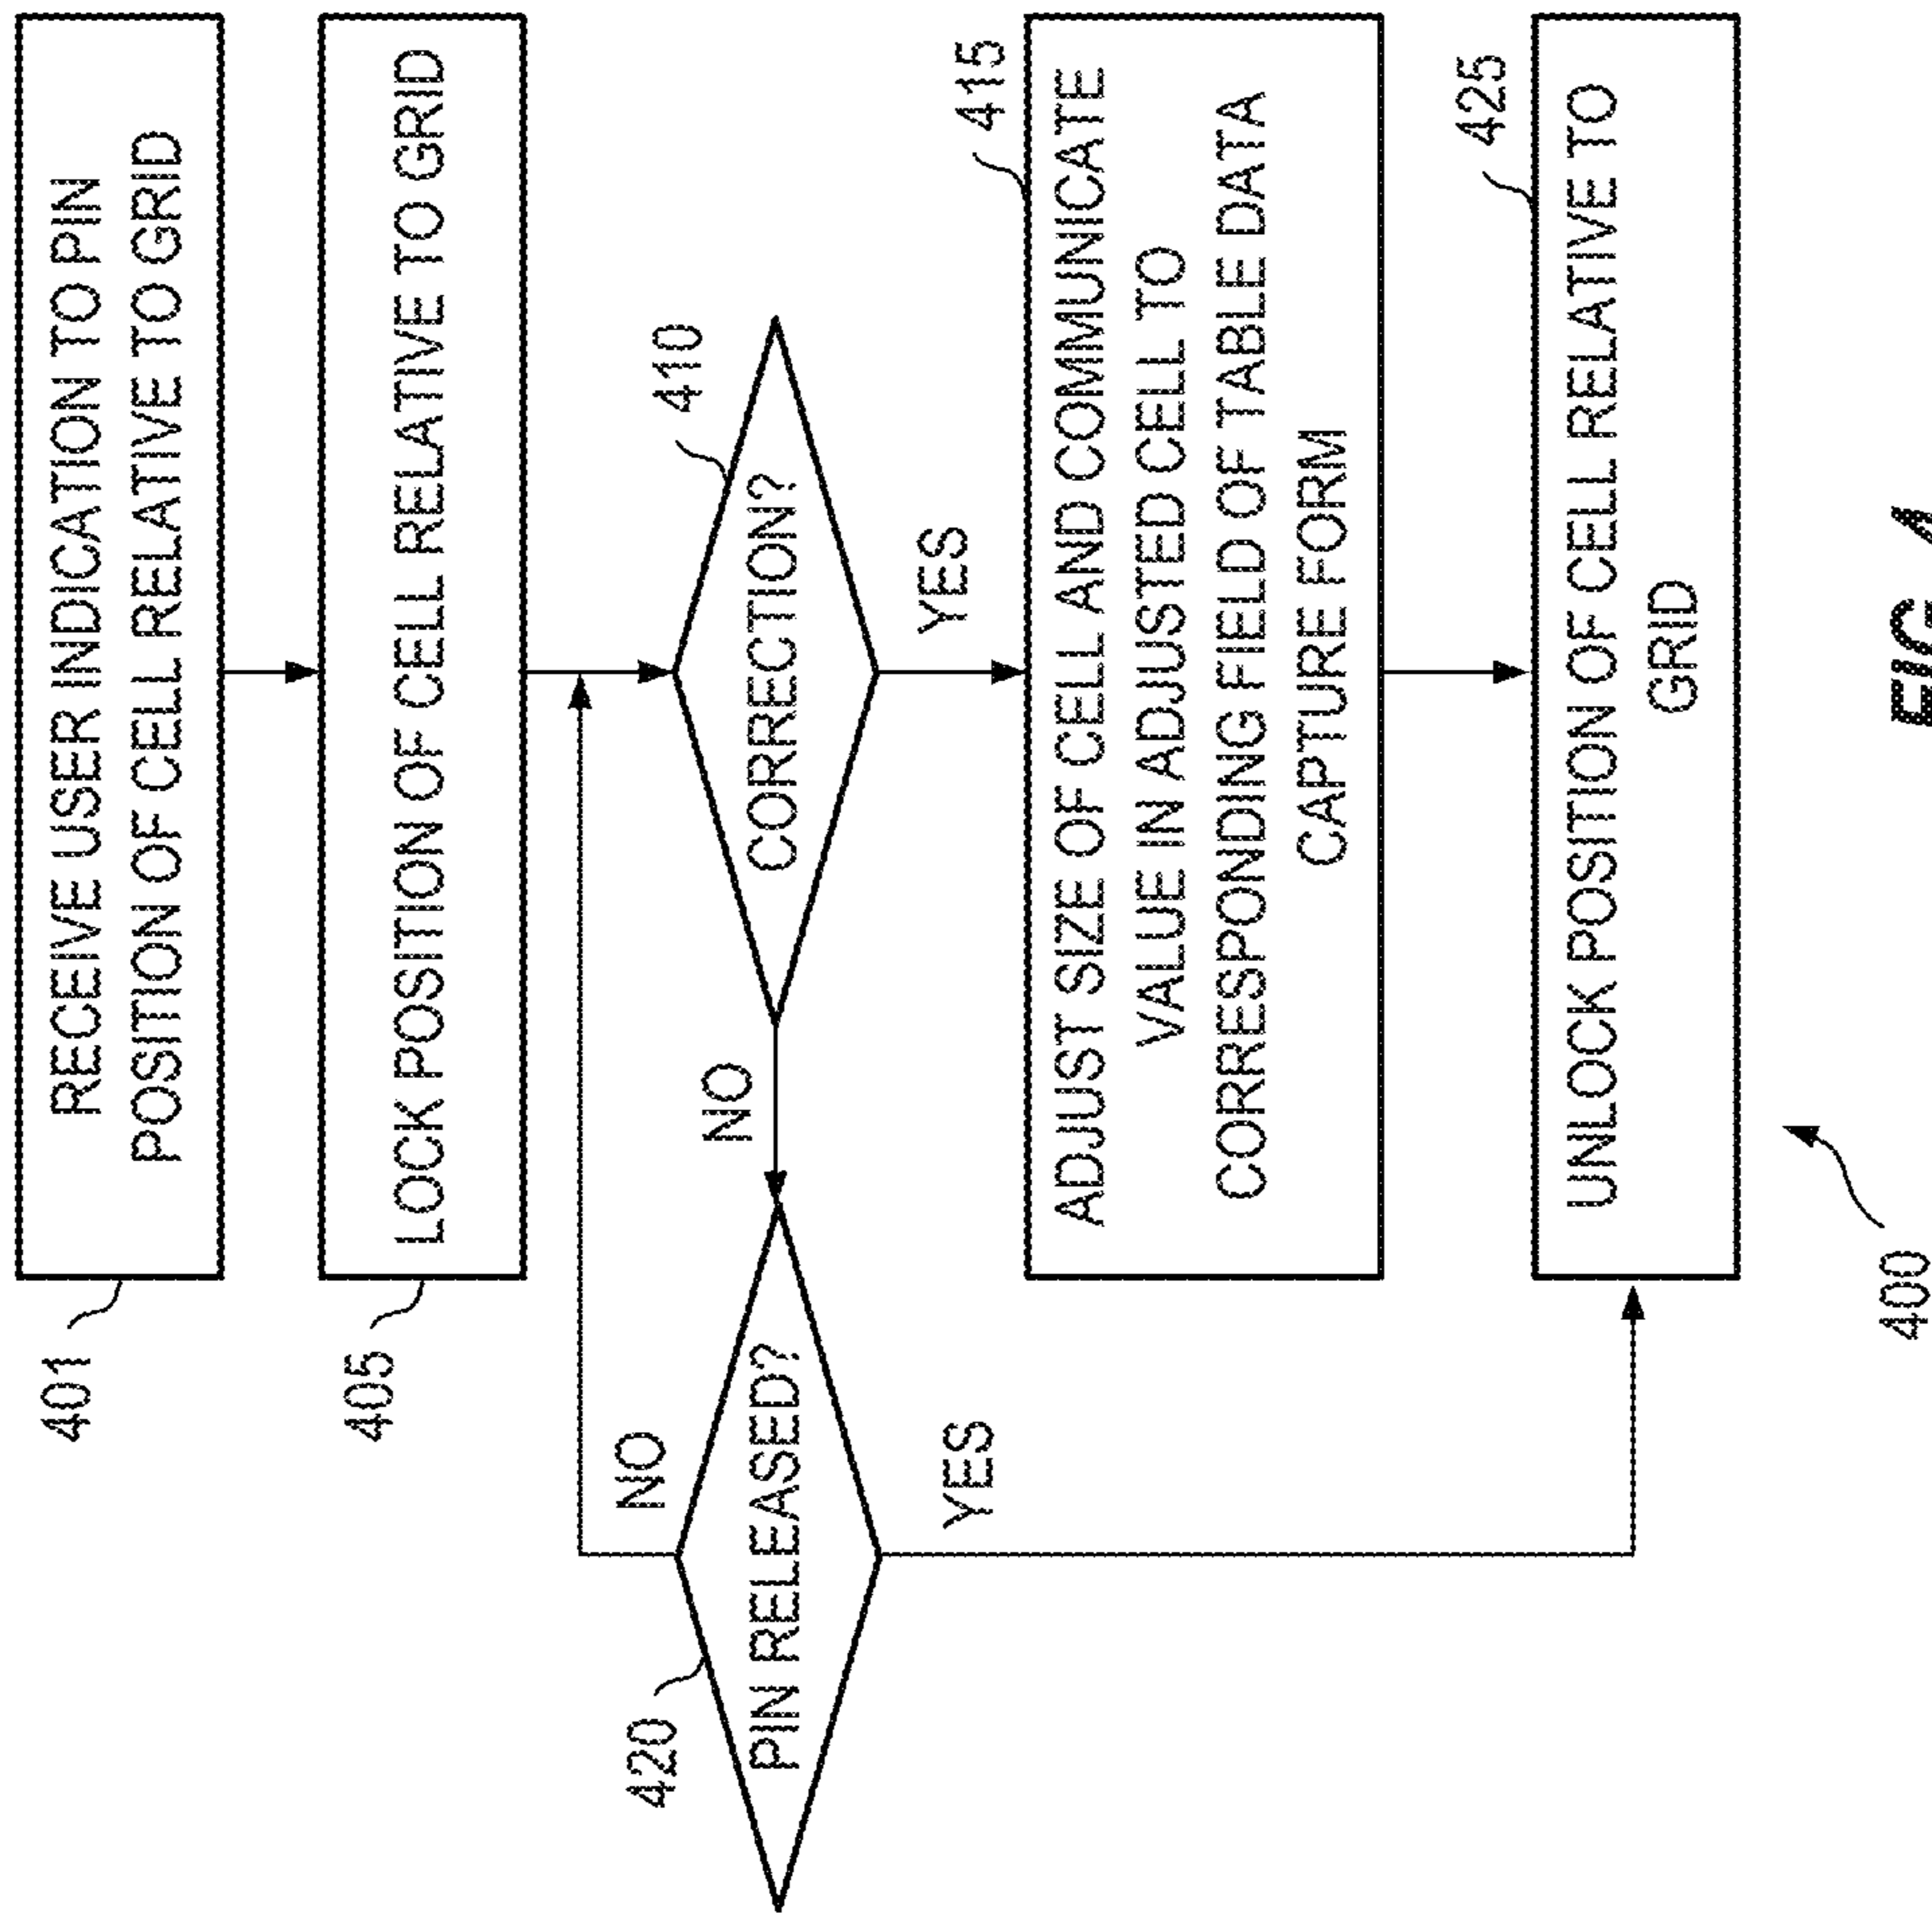 401
RECEIVE USER INDICATION TO PIN
POSITION OF CELL RELATIVE TO GRID
405
LOCK POSITION OF CELL RELATIVE TO GRID
410
CORRECTION?
NO
YES
420
PIN RELEASED?
NO
YES
415
ADJUST SIZE OF CELL AND COMMUNICATE
VALUE IN ADJUSTED CELL TO
CORRESPONDING FIELD OF TABLE DATA
CAPTURE FORM
425
UNLOCK POSITION OF CELL RELATIVE TO
GRID
400
FIG. 4